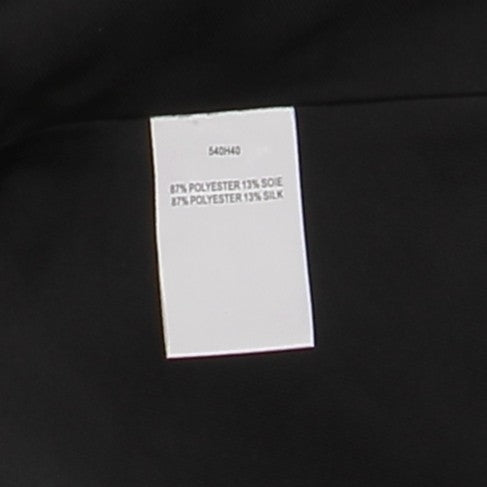 540H40
87% POLYESTER 13% SOIE
87% POLYESTER 13% SILK